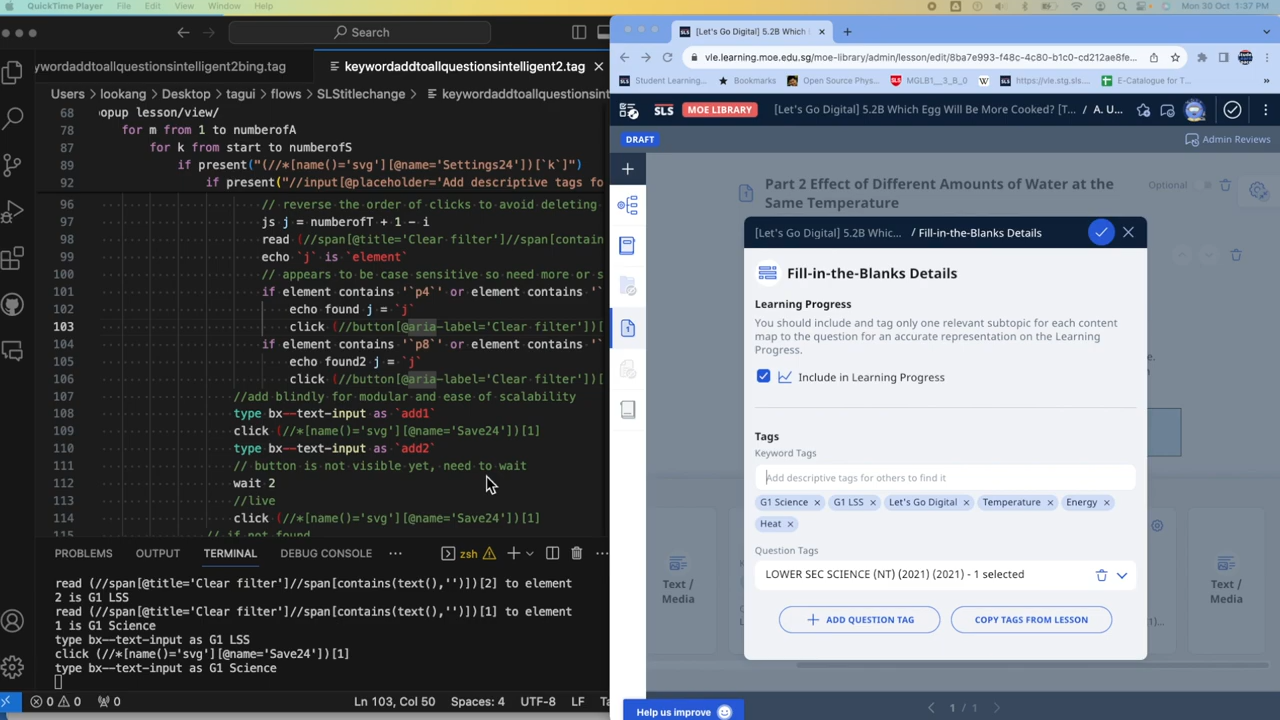 QuickTime Player File Edit View Window Help
Mon 30 Oct 1:37 PM
Search
ywordaddtoallquestionsintelligent2bing.tag
keywordaddtoallquestionsintelligent2.tag
Users > lookang > Desktop > tagui > flows > SLStitlechange > keywordaddtoallquestionsintelligent2.ta
68 popup lesson/view/
78 for m from 1 to numberofA
87 for k from start to numberofS
89 if present("(//*[name()='svg'][@name='Settings24'])[`k`]")
92 if present("//input[@placeholder='Add descriptive tags fo
96 // reverse the order of clicks to avoid deleting
97 js j = numberofT + 1 - i
98 read (//span[@title='Clear filter']//span[contains
99 echo `j` is `element`
100 // appears to be case sensitive so need more or s
101 if element contains '`p4`' or element contains '`
102 echo found j = `j`
103 click (//button[@aria-label='Clear filter'])[
104 if element contains '`p8`' or element contains '`
105 echo found2 j = `j`
106 click (//button[@aria-label='Clear filter'])[
107 //add blindly for modular and ease of scalability
108 type bx--text-input as `add1`
109 click (//*[name()='svg'][@name='Save24'])[1]
110 type bx--text-input as `add2`
111 // button is not visible yet, need to wait
112 wait 2
113 //live
114 click (//*[name()='svg'][@name='Save24'])[1]
// if not found
PROBLEMS OUTPUT TERMINAL DEBUG CONSOLE ··· zsh
read (//span[@title='Clear filter']//span[contains(text(),'')])[2] to element
2 is G1 LSS
read (//span[@title='Clear filter']//span[contains(text(),'')])[1] to element
1 is G1 Science
type bx--text-input as G1 LSS
click (//*[name()='svg'][@name='Save24'])[1]
type bx--text-input as G1 Science
0 0 0 Ln 103, Col 50 Spaces: 4 UTF-8 LF
[Let's Go Digital] 5.2B Which
vle.learning.moe.edu.sg/moe-library/admin/lesson/edit/8ba7e993-f48c-4c80-b1c0-cd212ae8fe...
Student Learning... Bookmarks Open Source Phys... MGLB1__3_B_0 https://vle.stg.sls... E-Catalogue for T... »
SLS MOE LIBRARY [Let's Go Digital] 5.2B Which Egg Will Be More Cooked? [T... / A. U...
DRAFT Admin Reviews
Part 2 Effect of Different Amounts of Water at the
Same Temperature
Optional
[Let's Go Digital] 5.2B Whic... / Fill-in-the-Blanks Details
Fill-in-the-Blanks Details
Learning Progress
You should include and tag only one relevant subtopic for each content
map to the question for an accurate representation on the Learning
Progress.
Include in Learning Progress
Tags
Keyword Tags
Add descriptive tags for others to find it
G1 Science × G1 LSS × Let's Go Digital × Temperature × Energy ×
Heat ×
Question Tags
LOWER SEC SCIENCE (NT) (2021) (2021) - 1 selected
ADD QUESTION TAG COPY TAGS FROM LESSON
Text /
Media
Text /
Media
Help us improve
1 / 1